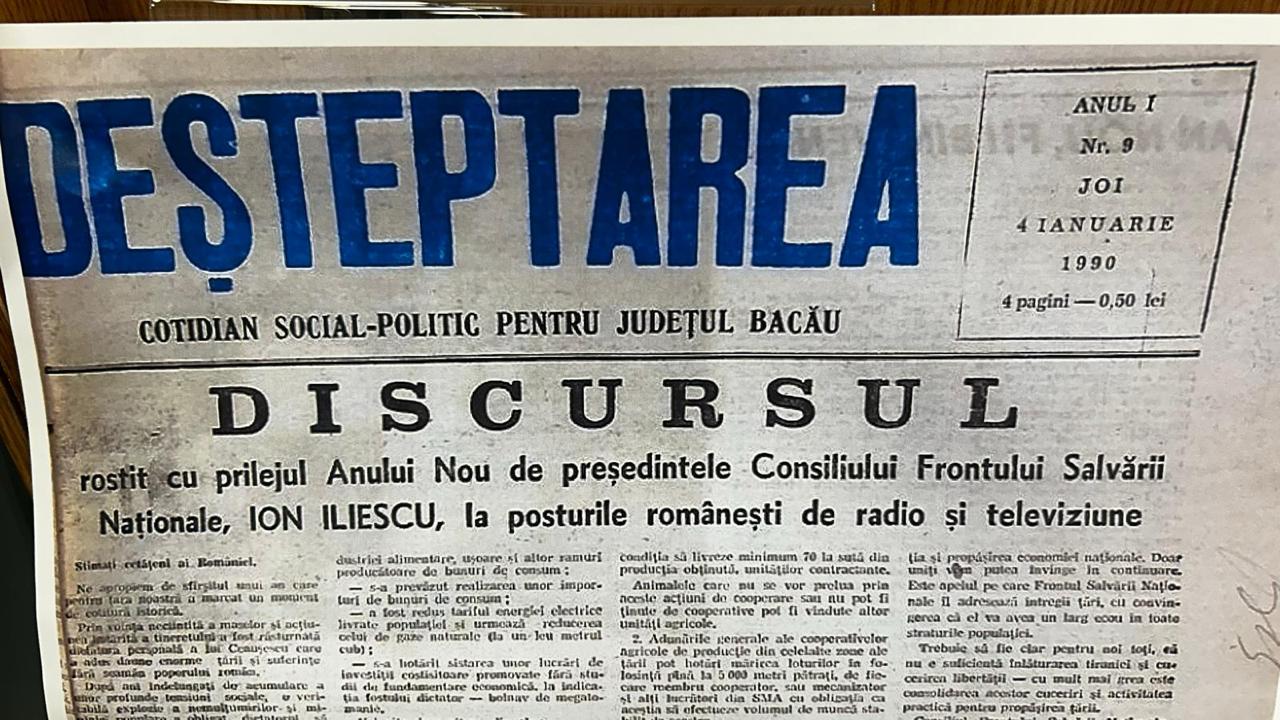 DEȘTEPTAREA
ANUL I
Nr. 9
JOI
4 IANUARIE
1990
4 pagini — 0,50 lei
COTIDIAN SOCIAL-POLITIC PENTRU JUDEȚUL BACĂU
DISCURSUL
rostit cu prilejul Anului Nou de președintele Consiliului Frontului Salvării
Naționale, ION ILIESCU, la posturile românești de radio și televiziune
Stimați cetățeni ai României,
Ne apropiem de sfîrșitul unui an care
pentru țara noastră a marcat un moment
de cotitură istorică.
Prin voința neclintită a maselor și acțiu-
nea hotărîtă a tineretului a fost răsturnată
dictatura personală a lui Ceaușescu care
a adus daune enorme țării și suferințe
fără seamăn poporului român.
După ani îndelungați de acumulare a
unor profunde tensiuni sociale, o veri-
tabilă explozie a nemulțumirilor și mî-
dustriei alimentare, ușoare și altor ramuri
producătoare de bunuri de consum ;
— s-a prevăzut realizarea unor impor-
turi de bunuri de consum ;
— a fost redus tariful energiei electrice
livrate populației și urmează reducerea
celui de gaze naturale (la un leu metrul
cub) ;
— s-a hotărît sistarea unor lucrări de
investiții costisitoare promovate fără stu-
dii de fundamentare economică, la indica-
ția fostului dictator — bolnav de megalo-
manie.
condiția să livreze minimum 70 la sută din
producția obținută, unităților contractante.
Animalele care nu se vor prelua prin
aceste acțiuni de cooperare sau nu pot fi
ținute de cooperative pot fi vîndute altor
unități agricole.
2. Adunările generale ale cooperativelor
agricole de producție din celelalte zone ale
țării pot hotărî mărirea loturilor în fo-
losință pînă la 5 000 metri pătrați, de fie-
care membru cooperator, sau mecanizator
și alți lucrători din SMA cu obligația ca
aceștia să efectueze volumul de muncă sta-
ția și propășirea economiei naționale. Doar
uniți vom putea învinge în continuare.
Este apelul pe care Frontul Salvării Națio-
nale îl adresează întregii țări, cu convin-
gerea că el va avea un larg ecou în toate
straturile populației.
Trebuie să fie clar pentru noi toți, că
nu e suficientă înlăturarea tiraniei și cu-
cerirea libertății — cu mult mai grea este
consolidarea acestor cuceriri și activitatea
practică pentru propășirea țării.